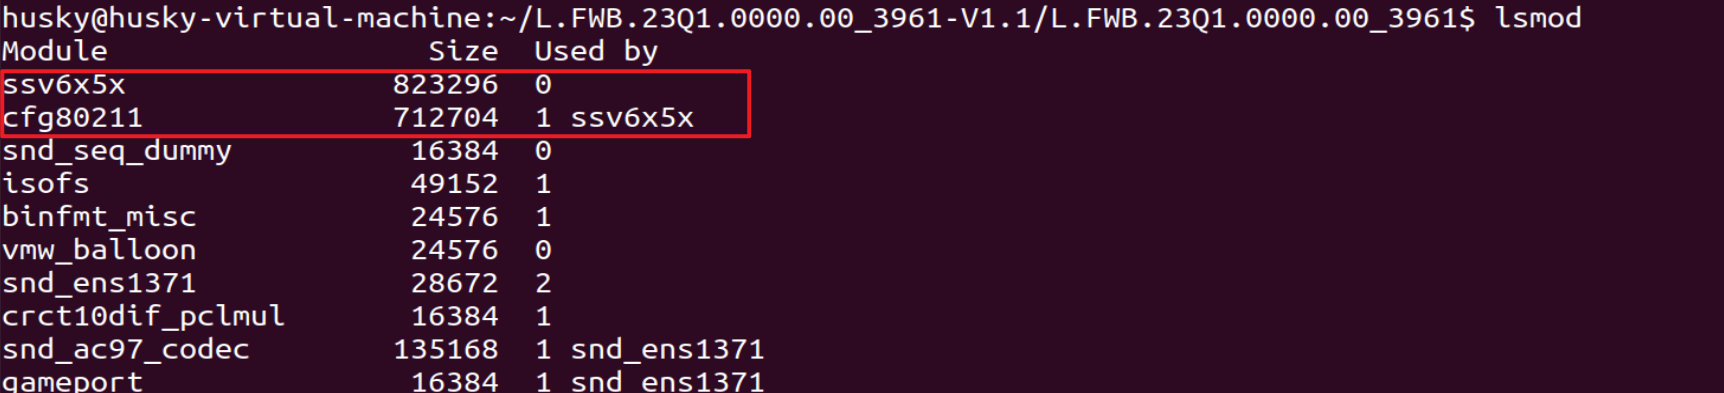 husky@husky-virtual-machine:~/L.FWB.23Q1.0000.00_3961-V1.1/L.FWB.23Q1.0000.00_3961$ lsmod
Module                  Size  Used by
ssv6x5x               823296  0
cfg80211              712704  1 ssv6x5x
snd_seq_dummy          16384  0
isofs                  49152  1
binfmt_misc            24576  1
vmw_balloon            24576  0
snd_ens1371            28672  2
crct10dif_pclmul       16384  1
snd_ac97_codec        135168  1 snd_ens1371
gameport               16384  1 snd_ens1371